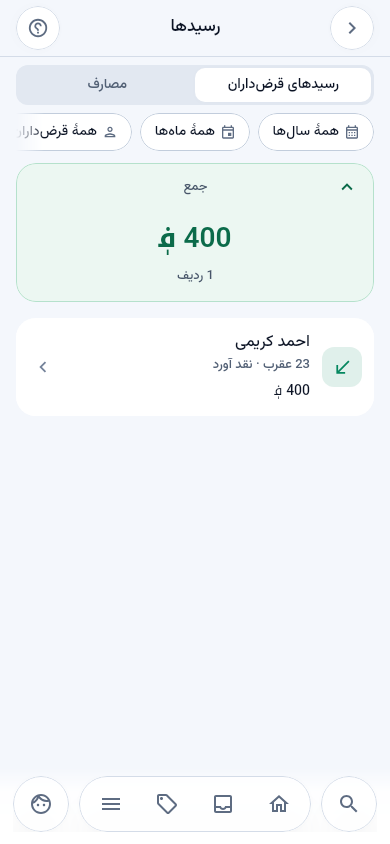 رسیدها
رسیدهای قرض‌داران
مصارف
همهٔ سال‌ها
همهٔ ماه‌ها
همهٔ قرض‌داران
جمع
400 ؋
1 ردیف
احمد کریمی
23 عقرب · نقد آورد
400 ؋